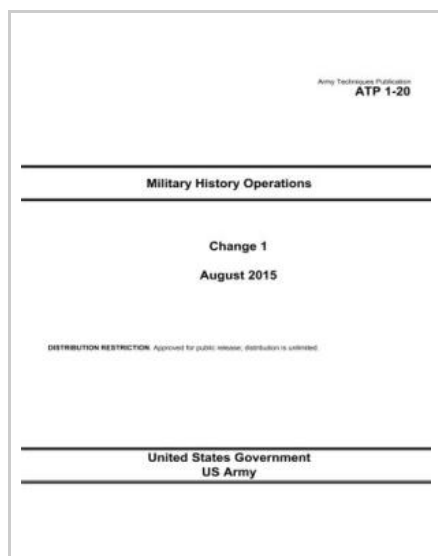 Army Techniques Publication
ATP 1-20
Military History Operations
Change 1
August 2015
DISTRIBUTION RESTRICTION. Approved for public release; distribution is unlimited.
United States Government
US Army